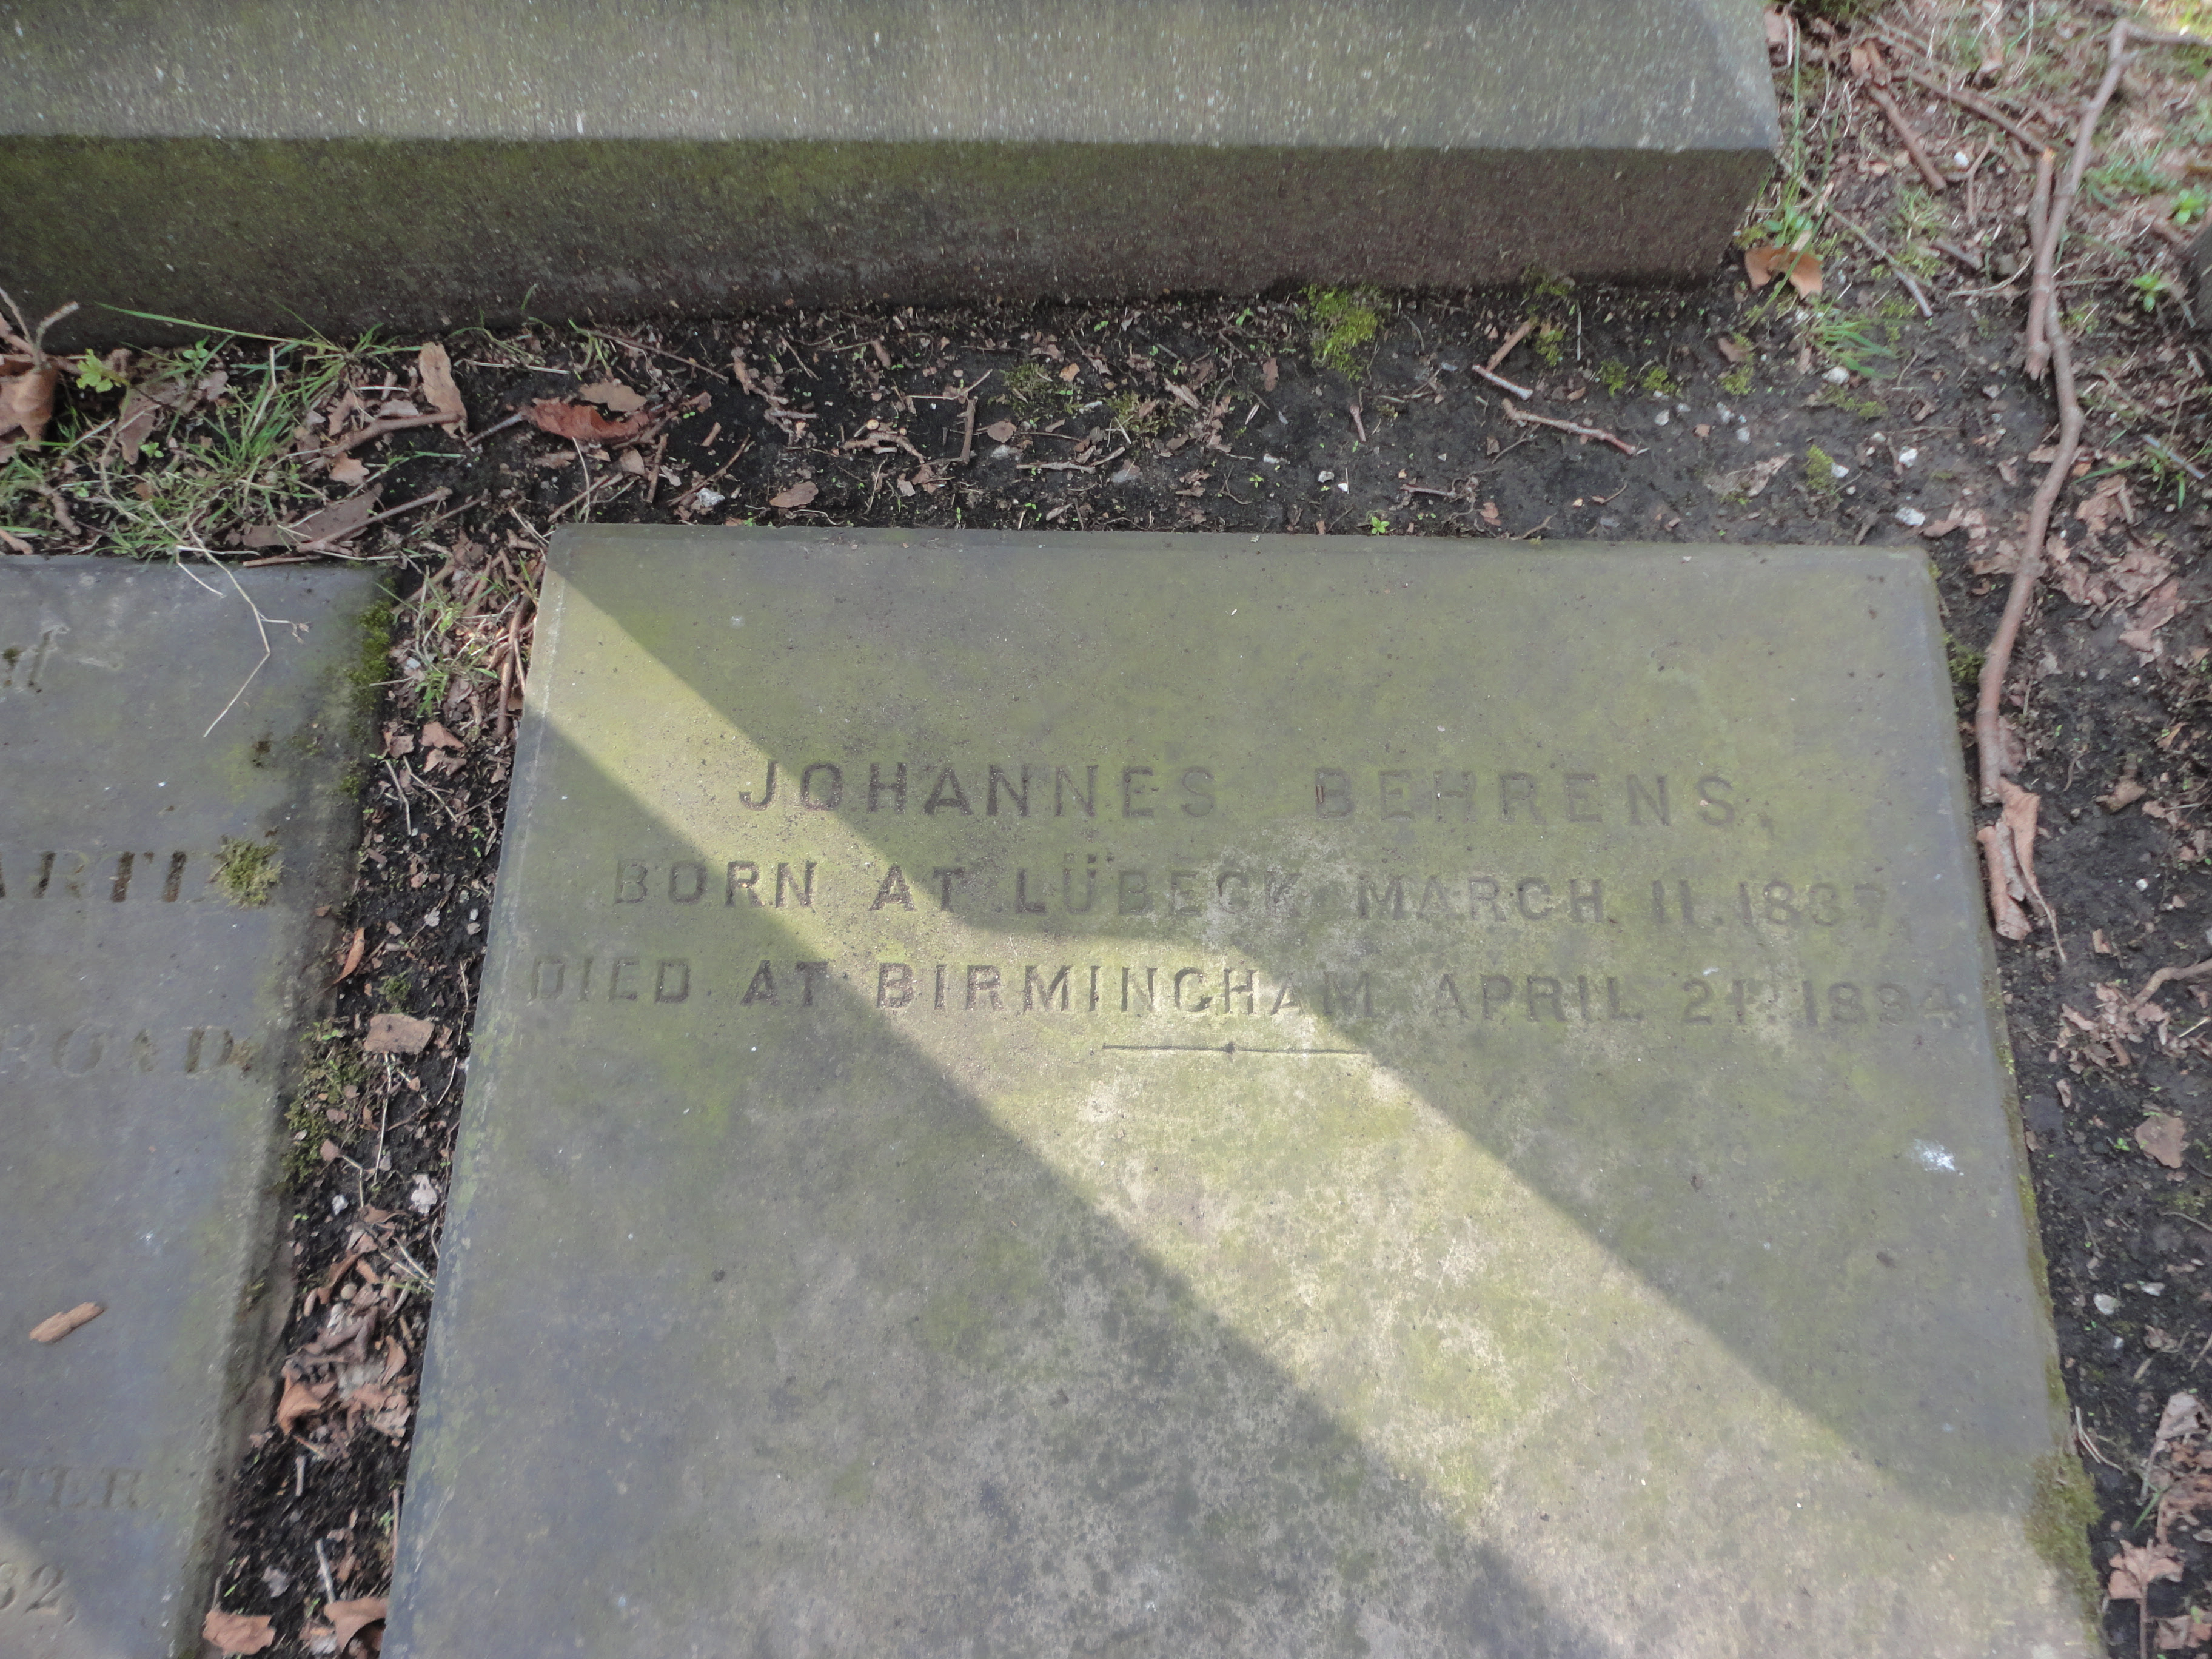 JOHANNES BEHRENS,
BORN AT LÜBECK MARCH. 11. 1837,
DIED AT BIRMINGHAM APRIL 21. 1894